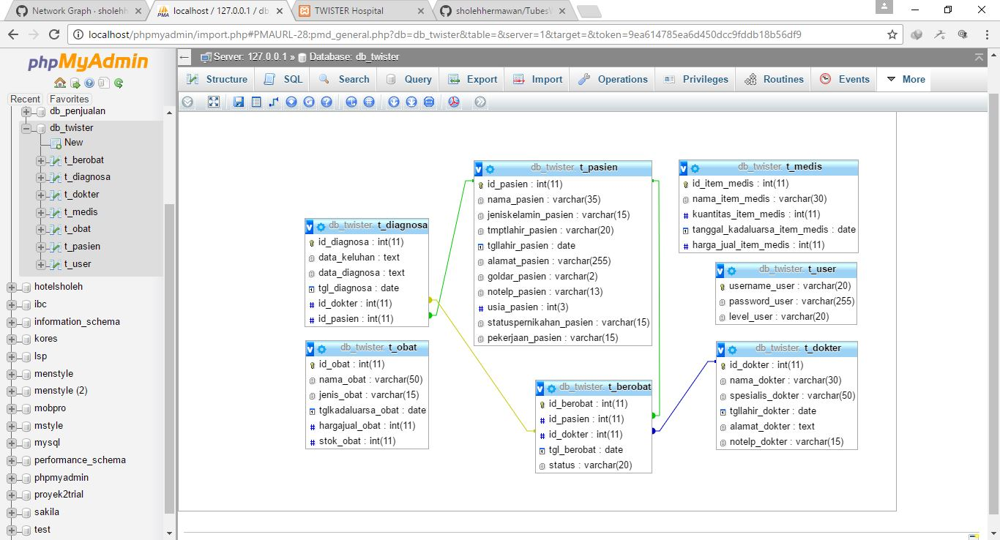 Network Graph · sholehh
localhost / 127.0.0.1 / db
TWISTER Hospital
sholehhermawan/TubesW
localhost/phpmyadmin/import.php#PMAURL-28:pmd_general.php?db=db_twister&table=&server=1&target=&token=9ea614785ea6d450dcc9fddb18b56df9
phpMyAdmin
Recent Favorites
db_penjualan
db_twister
New
t_berobat
t_diagnosa
t_dokter
t_medis
t_obat
t_pasien
t_user
hotelsholeh
ibc
information_schema
kores
lsp
menstyle
menstyle (2)
mobpro
mstyle
mysql
performance_schema
phpmyadmin
proyek2trial
sakila
test
Server: 127.0.0.1 » Database: db_twister
Structure SQL Search Query Export Import Operations Privileges Routines Events More
db_twister. t_diagnosa
id_diagnosa : int(11)
data_keluhan : text
data_diagnosa : text
tgl_diagnosa : date
id_dokter : int(11)
id_pasien : int(11)
db_twister. t_obat
id_obat : int(11)
nama_obat : varchar(50)
jenis_obat : varchar(15)
tglkadaluarsa_obat : date
hargajual_obat : int(11)
stok_obat : int(11)
db_twister. t_pasien
id_pasien : int(11)
nama_pasien : varchar(35)
jeniskelamin_pasien : varchar(15)
tmptlahir_pasien : varchar(20)
tgllahir_pasien : date
alamat_pasien : varchar(255)
goldar_pasien : varchar(2)
notelp_pasien : varchar(13)
usia_pasien : int(3)
statuspernikahan_pasien : varchar(15)
pekerjaan_pasien : varchar(15)
db_twister. t_berobat
id_berobat : int(11)
id_pasien : int(11)
id_dokter : int(11)
tgl_berobat : date
status : varchar(20)
db_twister. t_medis
id_item_medis : int(11)
nama_item_medis : varchar(30)
kuantitas_item_medis : int(11)
tanggal_kadaluarsa_item_medis : date
harga_jual_item_medis : int(11)
db_twister. t_user
username_user : varchar(20)
password_user : varchar(255)
level_user : varchar(20)
db_twister. t_dokter
id_dokter : int(11)
nama_dokter : varchar(30)
spesialis_dokter : varchar(50)
tgllahir_dokter : date
alamat_dokter : text
notelp_dokter : varchar(15)